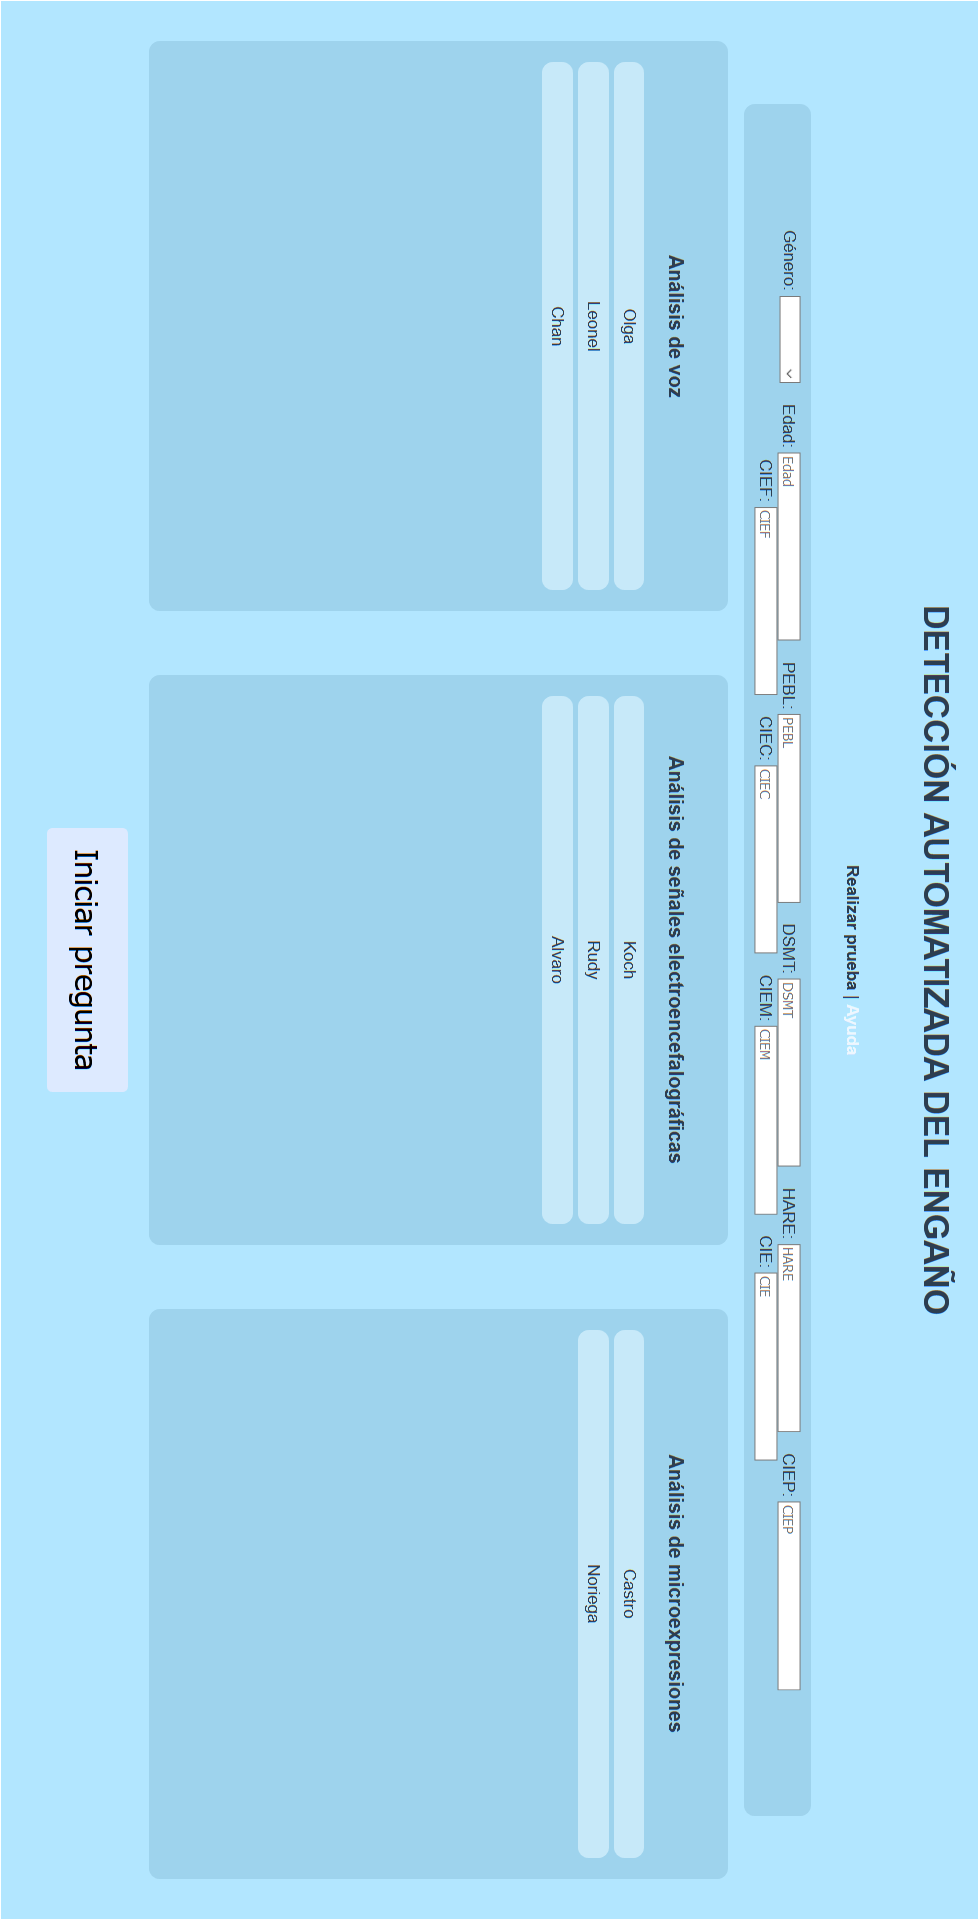 DETECCIÓN AUTOMATIZADA DEL ENGAÑO
Realizar prueba | Ayuda
Género: Edad: Edad PEBL: PEBL DSMT: DSMT HARE: HARE CIEP: CIEP
CIEF: CIEF CIEC: CIEC CIEM: CIEM CIE: CIE
Análisis de voz
Olga
Leonel
Chan
Análisis de señales electroencefalográficas
Koch
Rudy
Alvaro
Análisis de microexpresiones
Castro
Noriega
Iniciar pregunta